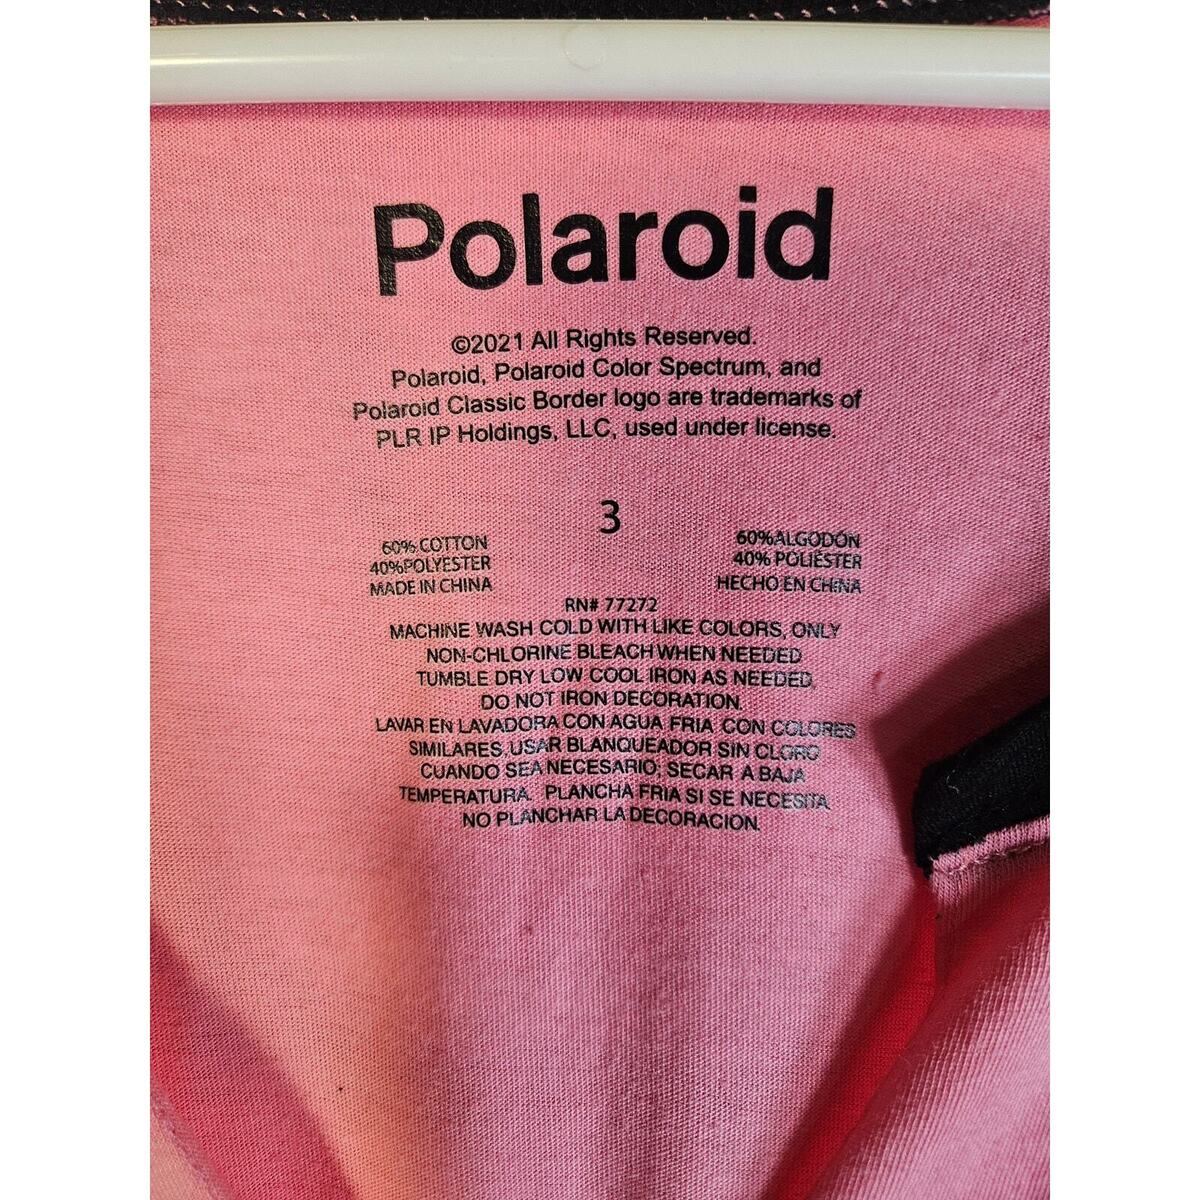 Polaroid
©2021 All Rights Reserved.
Polaroid, Polaroid Color Spectrum, and
Polaroid Classic Border logo are trademarks of
PLR IP Holdings, LLC, used under license.
3
60% COTTON
40%POLYESTER
MADE IN CHINA
60%ALGODÓN
40% POLIÉSTER
HECHO EN CHINA
RN# 77272
MACHINE WASH COLD WITH LIKE COLORS, ONLY
NON-CHLORINE BLEACH WHEN NEEDED
TUMBLE DRY LOW COOL IRON AS NEEDED.
DO NOT IRON DECORATION.
LAVAR EN LAVADORA CON AGUA FRIA CON COLORES
SIMILARES, USAR BLANQUEADOR SIN CLORO
CUANDO SEA NECESARIO; SECAR A BAJA
TEMPERATURA. PLANCHA FRIA SI SE NECESITA.
NO PLANCHAR LA DECORACION.